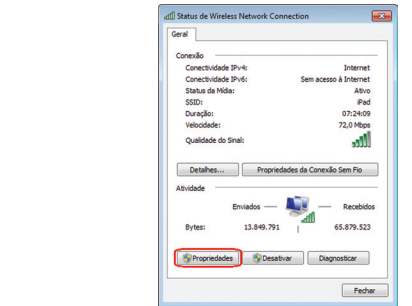 Status de Wireless Network Connection
Geral
Conexão
Conectividade IPv4: Internet
Conectividade IPv6: Sem acesso à Internet
Status da Mídia: Ativo
SSID: iPad
Duração: 07:24:09
Velocidade: 72,0 Mbps
Qualidade do Sinal:
Detalhes... Propriedades da Conexão Sem Fio
Atividade
Enviados — Recebidos
Bytes: 13.849.791 | 65.879.523
Propriedades Desativar Diagnosticar
Fechar